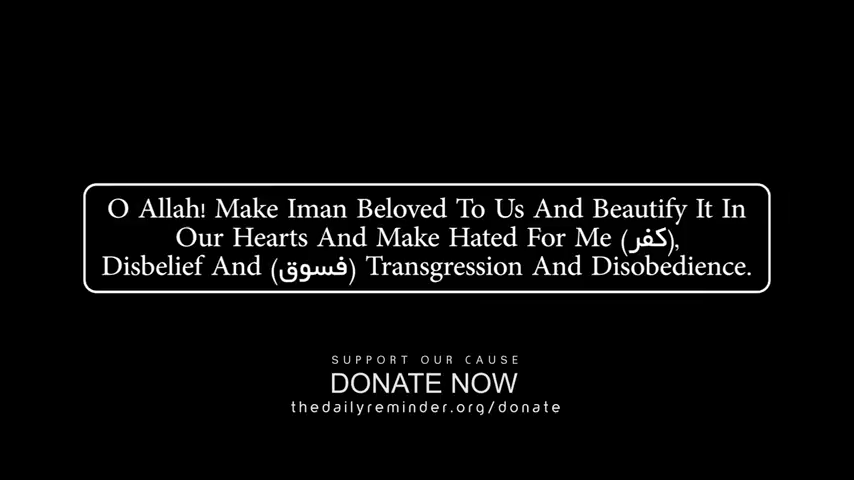 O Allah! Make Iman Beloved To Us And Beautify It In
Our Hearts And Make Hated For Me (كفر),
Disbelief And (فسوق) Transgression And Disobedience.
SUPPORT OUR CAUSE
DONATE NOW
thedailyreminder.org/donate